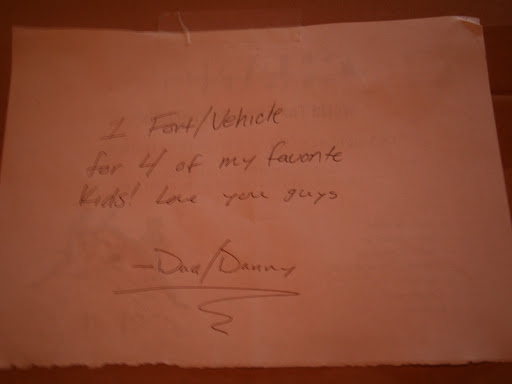 1 Fort/Vehicle
for 4 of my favorite
Kids! Love you guys
—Dad/Danny